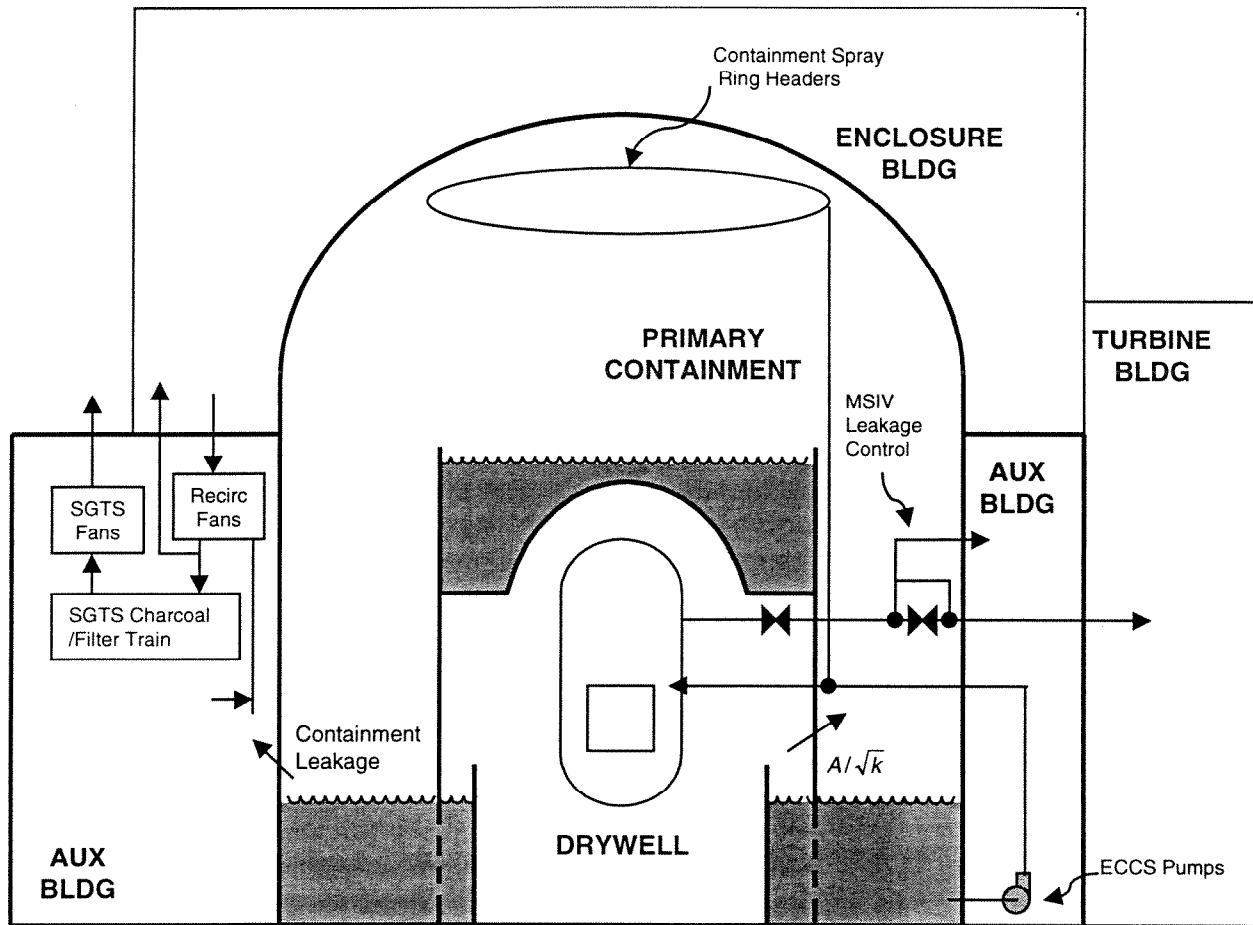 Containment Spray
Ring Headers
ENCLOSURE
BLDG
PRIMARY
CONTAINMENT
TURBINE
BLDG
MSIV
Leakage
Control
AUX
BLDG
SGTS
Fans
Recirc
Fans
SGTS Charcoal
/Filter Train
Containment
Leakage
A/√k
DRYWELL
AUX
BLDG
ECCS Pumps